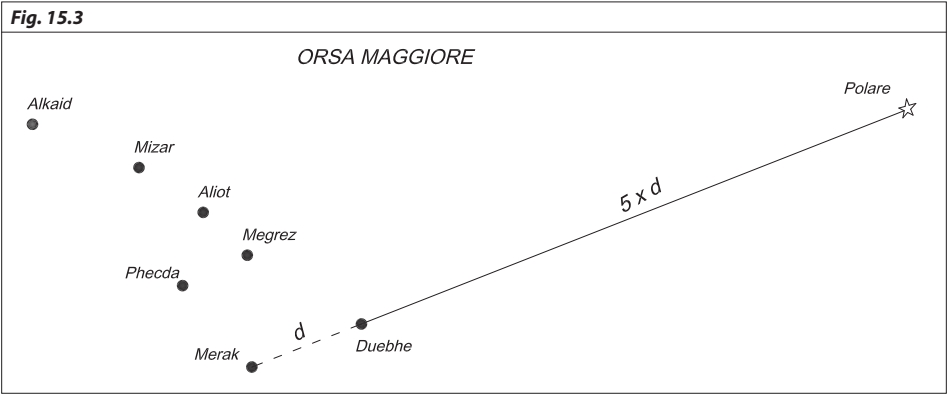 Fig. 15.3
ORSA MAGGIORE
Polare
Alkaid
Mizar
Aliot
5 x d
Megrez
Phecda
d
Merak
Duebhe